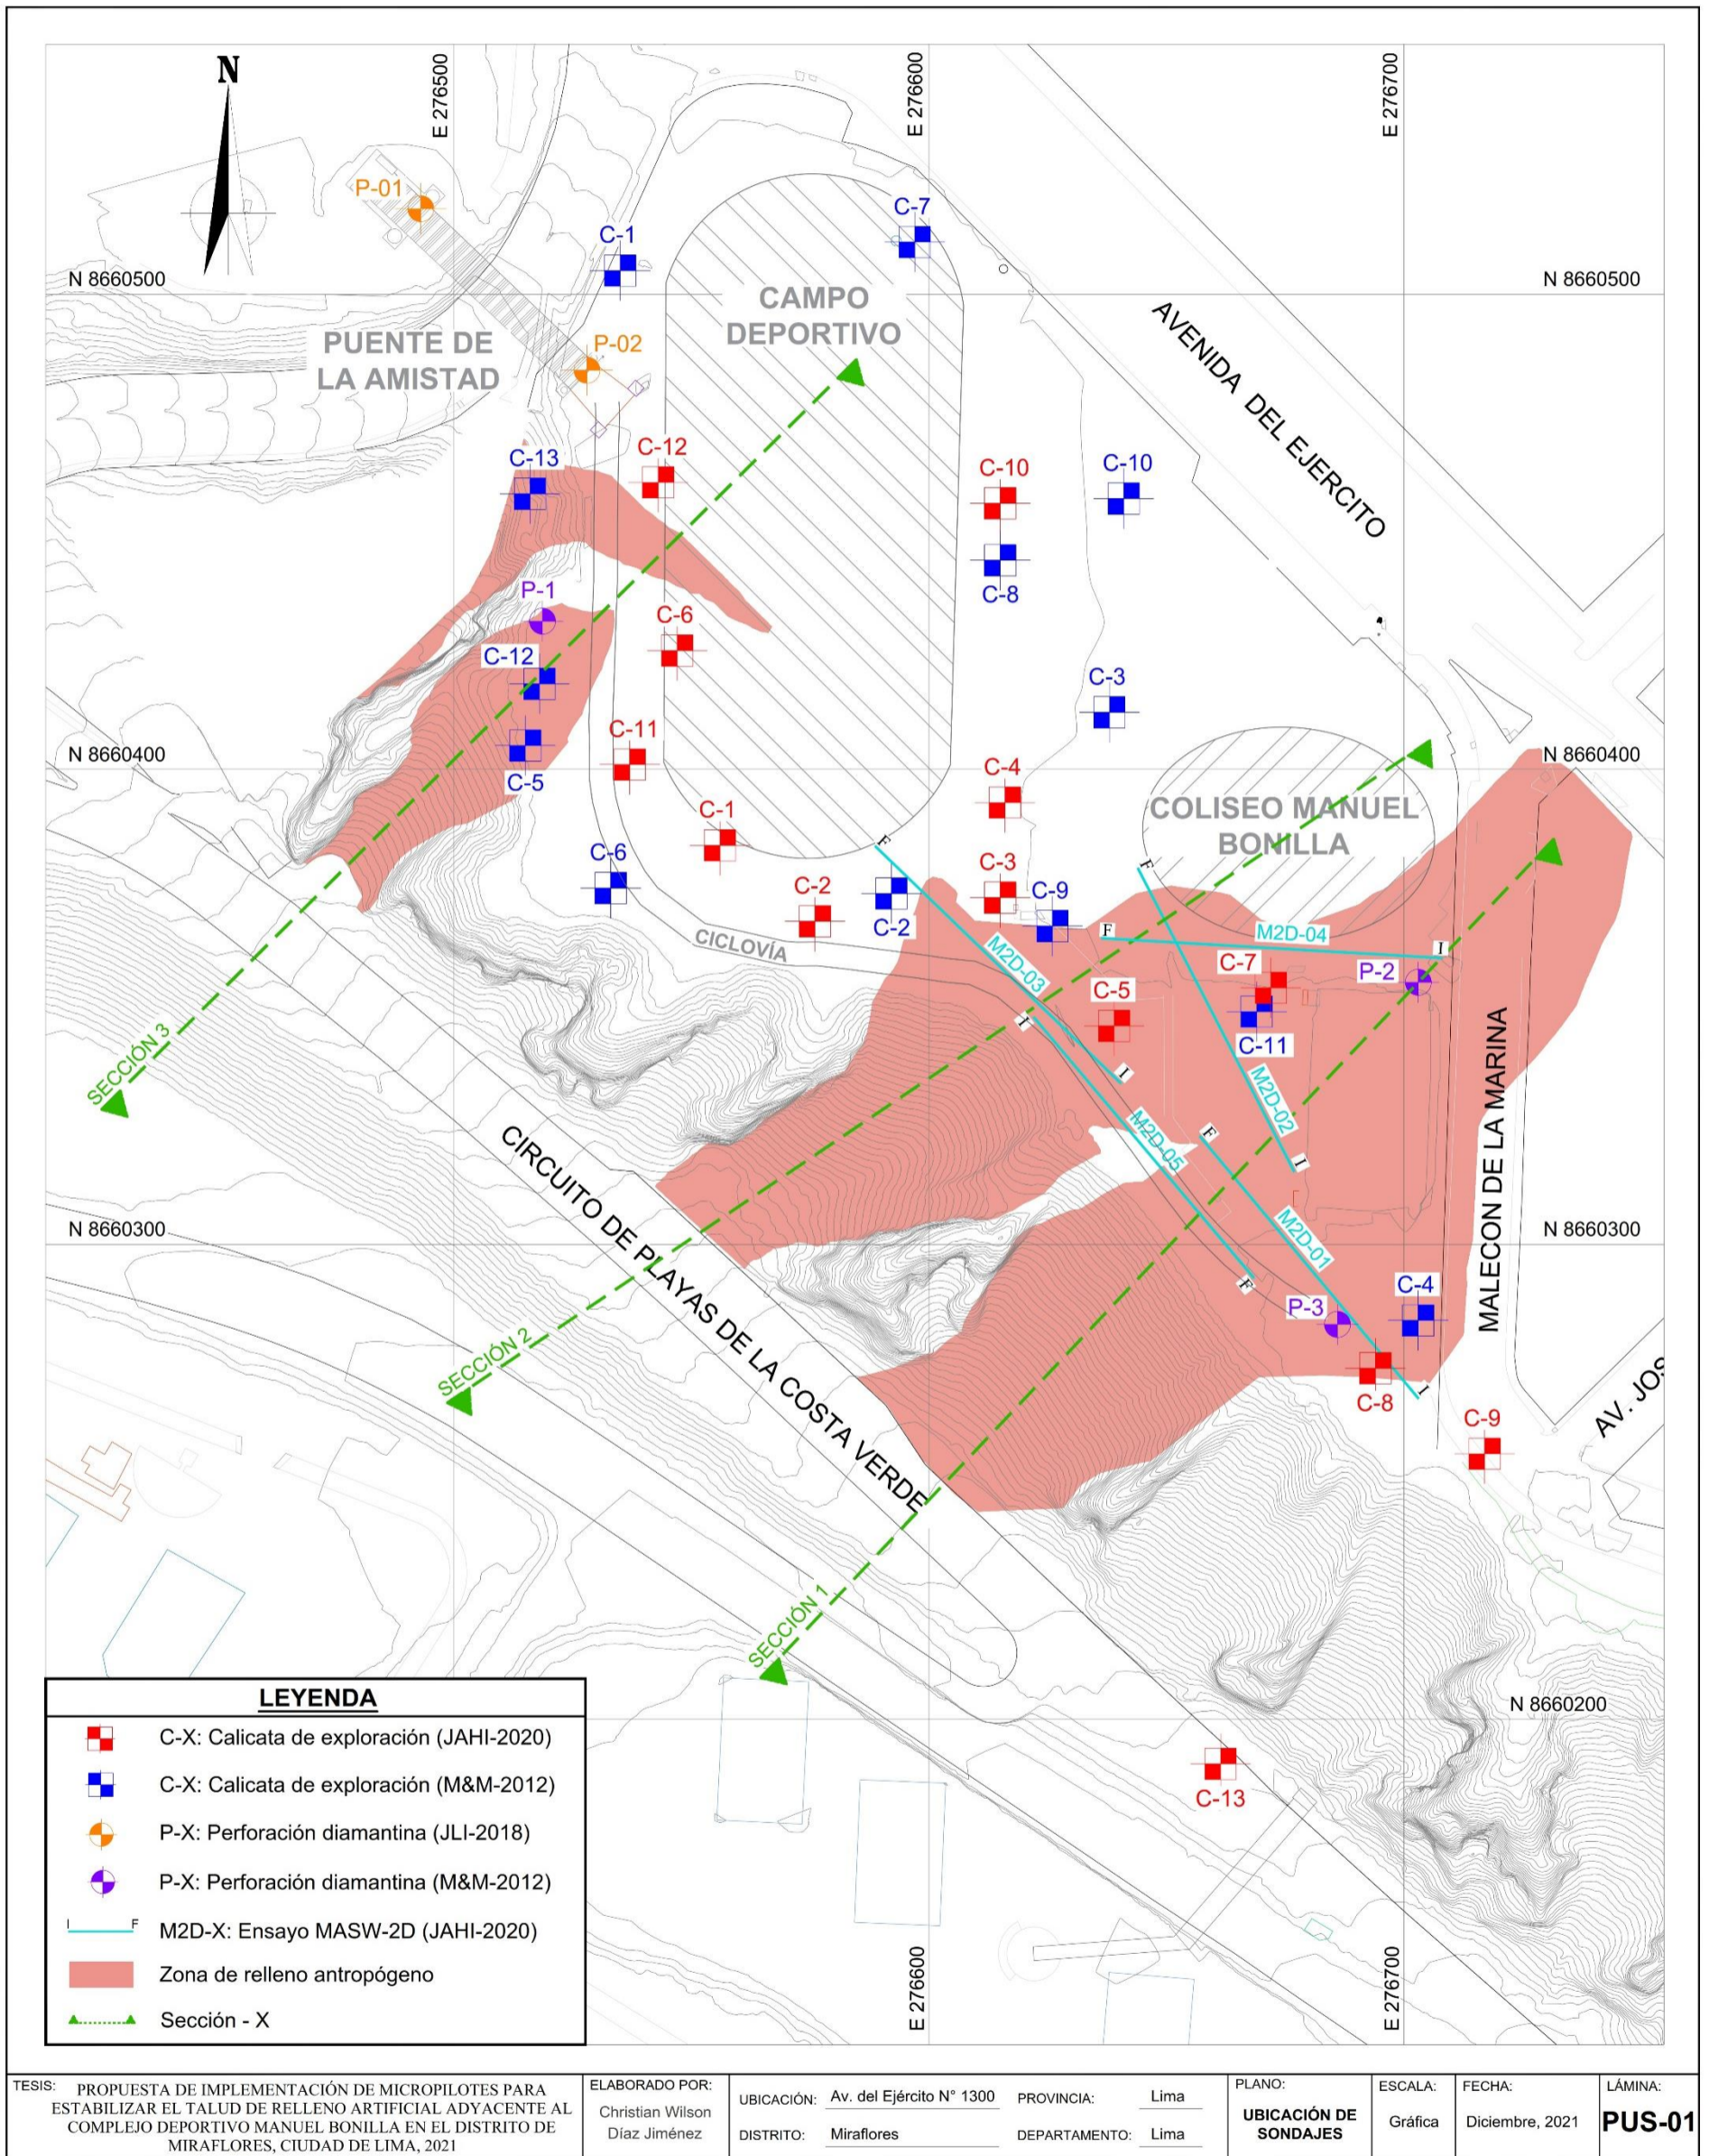 E 276500
E 276600
E 276700
N
P-01
C-1
C-7
N 8660500
N 8660500
CAMPO
DEPORTIVO
PUENTE DE
LA AMISTAD
P-02
AVENIDA DEL EJERCITO
C-13
C-12
C-10
C-10
C-8
P-1
C-6
C-12
C-3
C-11
N 8660400
N 8660400
C-5
C-4
C-1
COLISEO MANUEL
BONILLA
F
C-6
C-3
F
C-2
C-9
C-2
CICLOVÍA
F
M2D-04
I
M2D-03
C-7
P-2
C-5
I
C-11
SECCIÓN 3
I
M2D-02
MALECON DE LA MARINA
CIRCUITO DE PLAYAS DE LA COSTA VERDE
M2D-05
F
I
N 8660300
N 8660300
M2D-01
F
C-4
P-3
SECCIÓN 2
I
C-8
C-9
AV. JOS
SECCIÓN 1
N 8660200
C-13
E 276600
E 276700
LEYENDA
C-X: Calicata de exploración (JAHI-2020)
C-X: Calicata de exploración (M&M-2012)
P-X: Perforación diamantina (JLI-2018)
P-X: Perforación diamantina (M&M-2012)
I F M2D-X: Ensayo MASW-2D (JAHI-2020)
Zona de relleno antropógeno
Sección - X
TESIS: PROPUESTA DE IMPLEMENTACIÓN DE MICROPILOTES PARA
ESTABILIZAR EL TALUD DE RELLENO ARTIFICIAL ADYACENTE AL
COMPLEJO DEPORTIVO MANUEL BONILLA EN EL DISTRITO DE
MIRAFLORES, CIUDAD DE LIMA, 2021
ELABORADO POR:
Christian Wilson
Díaz Jiménez
UBICACIÓN: Av. del Ejército N° 1300
DISTRITO: Miraflores
PROVINCIA: Lima
DEPARTAMENTO: Lima
PLANO:
UBICACIÓN DE
SONDAJES
ESCALA:
Gráfica
FECHA:
Diciembre, 2021
LÁMINA:
PUS-01